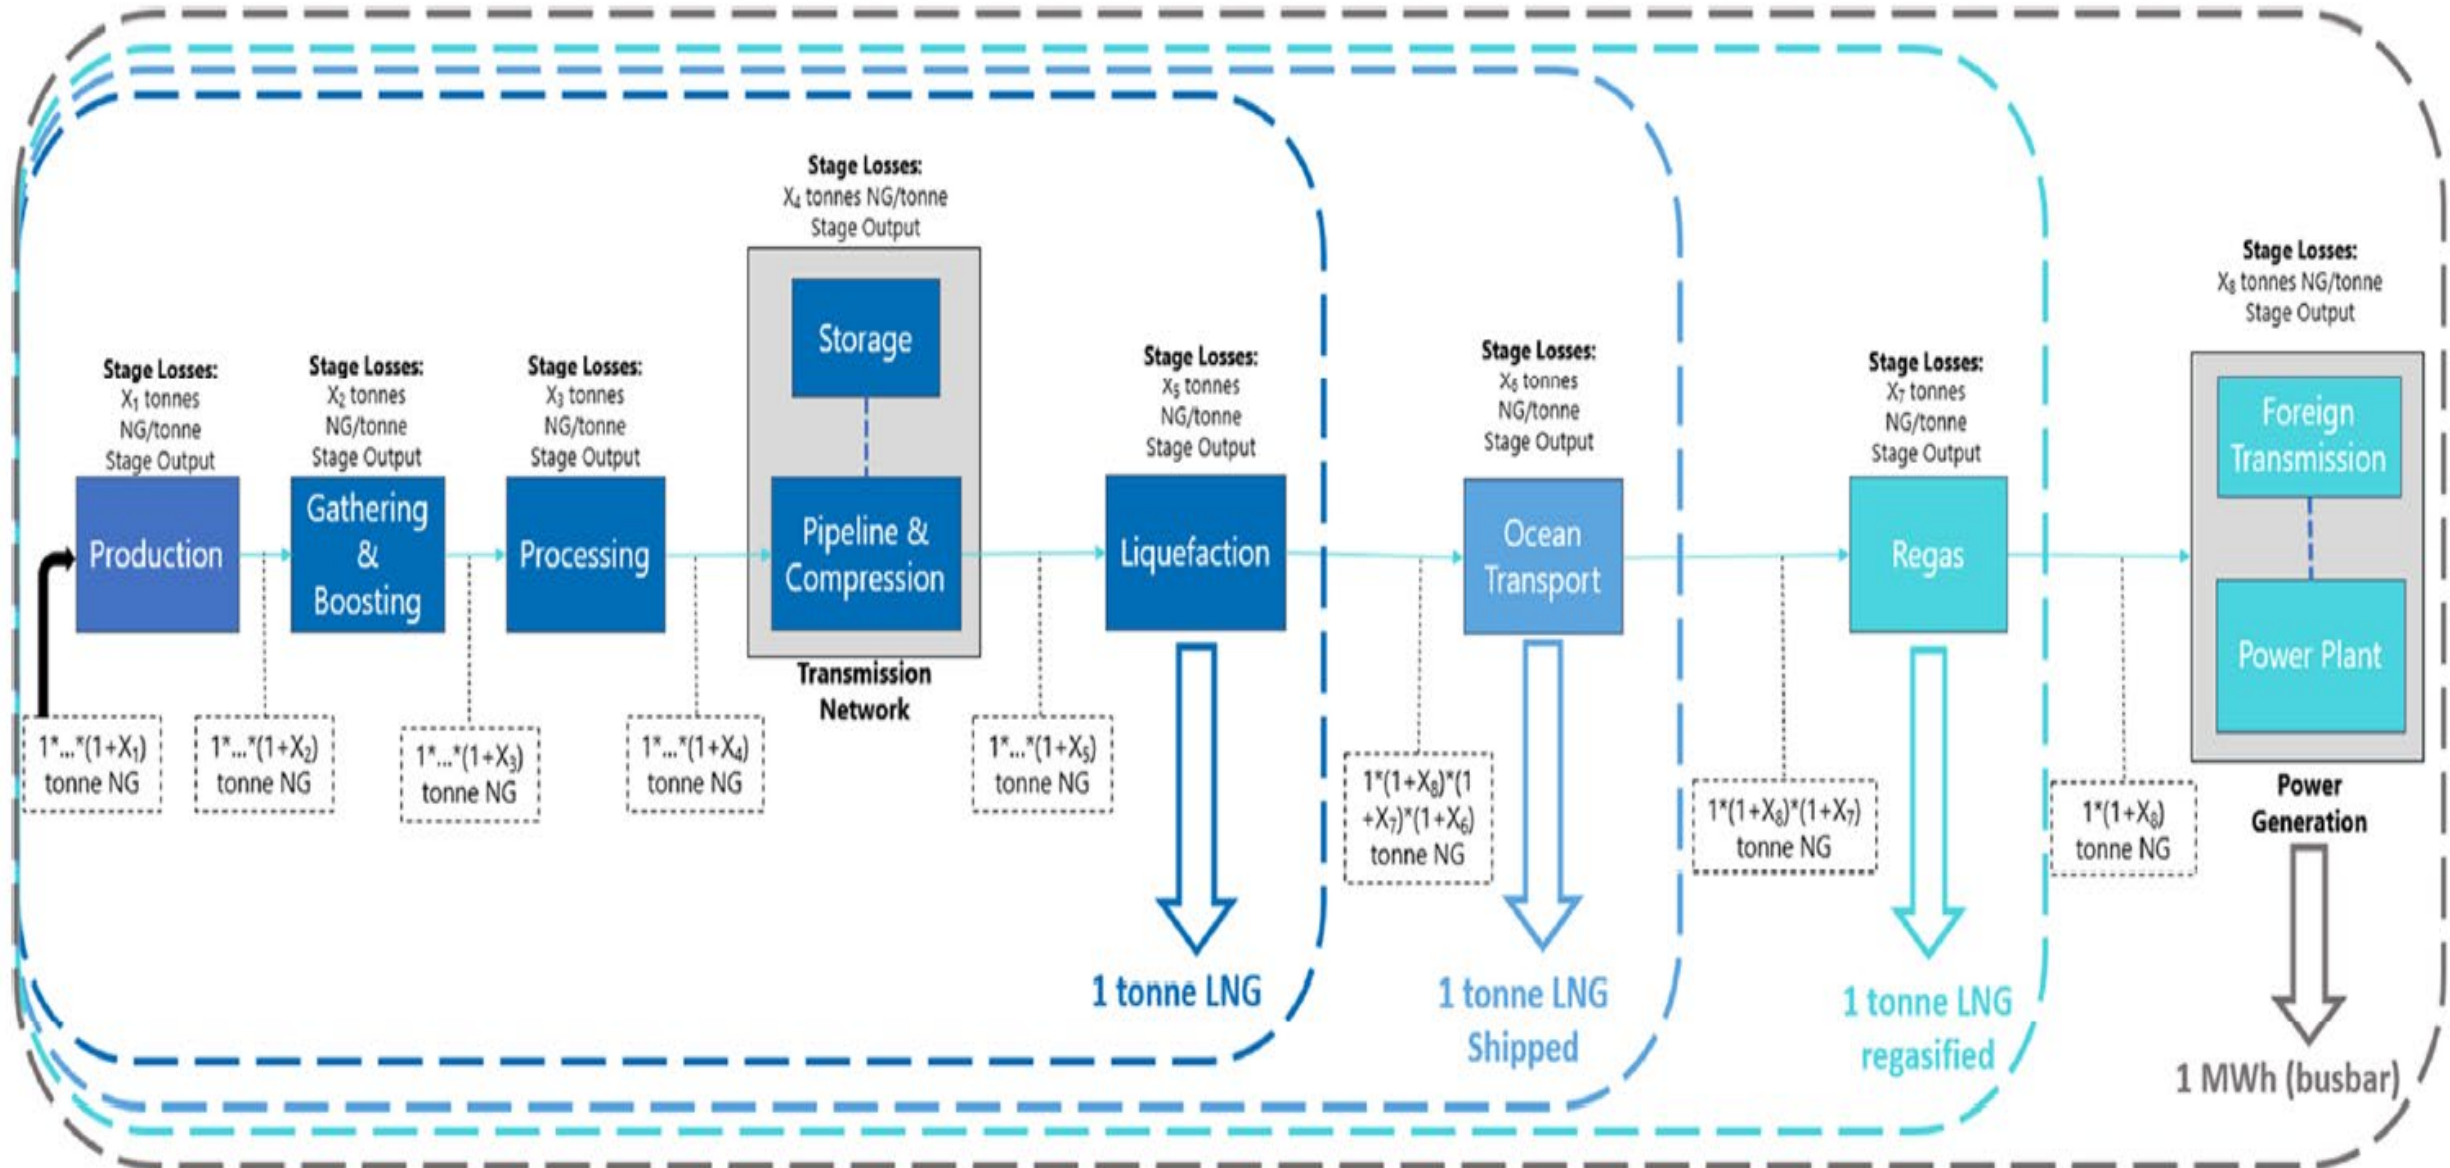 Stage Losses:
X₁ tonnes
NG/tonne
Stage Output
Production
1*...*(1+X₁)
tonne NG
Stage Losses:
X₂ tonnes
NG/tonne
Stage Output
Gathering
&
Boosting
1*...*(1+X₂)
tonne NG
Stage Losses:
X₃ tonnes
NG/tonne
Stage Output
Processing
1*...*(1+X₃)
tonne NG
Stage Losses:
X₄ tonnes NG/tonne
Stage Output
Storage
Pipeline &
Compression
Transmission
Network
1*...*(1+X₄)
tonne NG
Stage Losses:
X₅ tonnes
NG/tonne
Stage Output
Liquefaction
1*...*(1+X₅)
tonne NG
1 tonne LNG
Stage Losses:
X₆ tonnes
NG/tonne
Stage Output
Ocean
Transport
1*(1+X₈)*(1
+X₇)*(1+X₆)
tonne NG
1 tonne LNG
Shipped
Stage Losses:
X₇ tonnes
NG/tonne
Stage Output
Regas
1*(1+X₈)*(1+X₇)
tonne NG
1 tonne LNG
regasified
Stage Losses:
X₈ tonnes NG/tonne
Stage Output
Foreign
Transmission
Power Plant
Power
Generation
1*(1+X₈)
tonne NG
1 MWh (busbar)